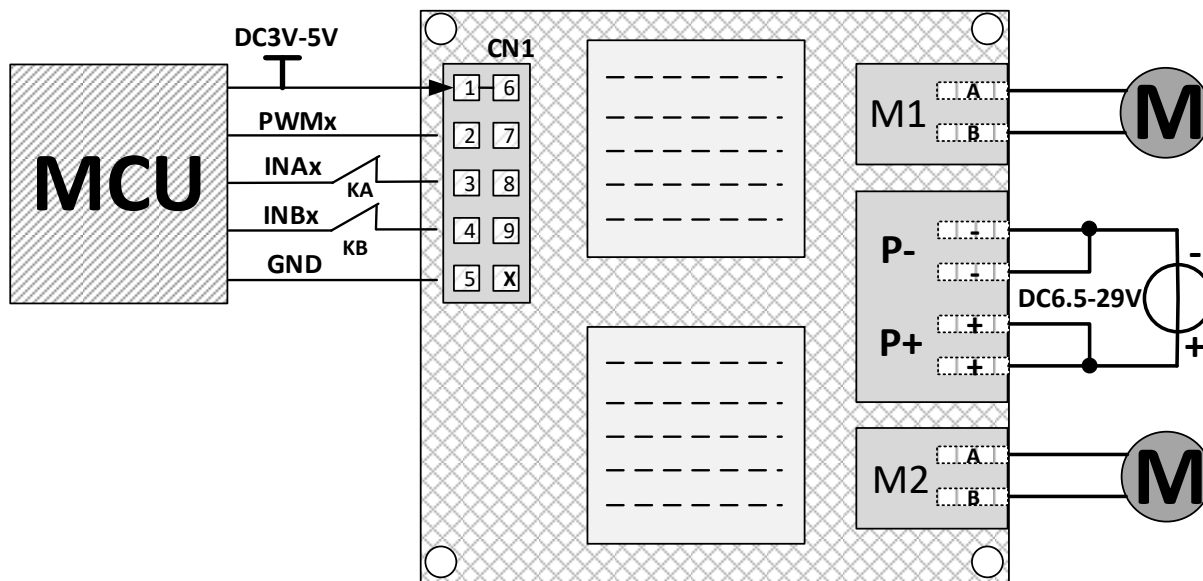 DC3V-5V
CN1
MCU
PWMx
INAx
KA
INBx
KB
GND
1 6
2 7
3 8
4 9
5 X
M1
A
B
M
P-
-
-
P+
+
+
DC6.5-29V
-
+
M2
A
B
M